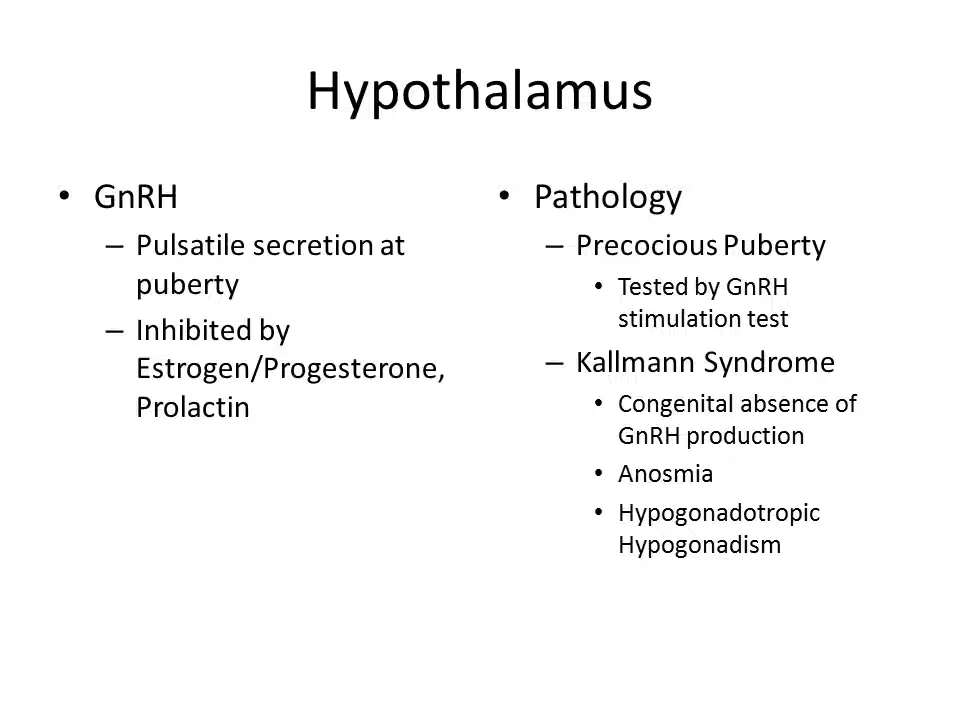 Hypothalamus
• GnRH
– Pulsatile secretion at
puberty
– Inhibited by
Estrogen/Progesterone,
Prolactin
• Pathology
– Precocious Puberty
• Tested by GnRH
stimulation test
– Kallmann Syndrome
• Congenital absence of
GnRH production
• Anosmia
• Hypogonadotropic
Hypogonadism